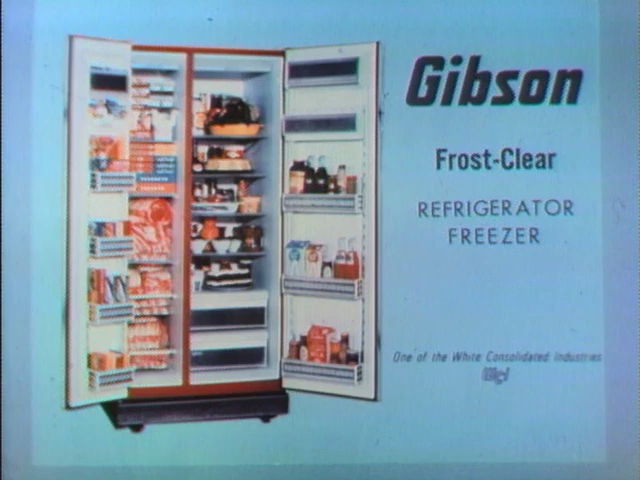 Gibson
Frost-Clear
REFRIGERATOR
FREEZER
One of the White Consolidated Industries